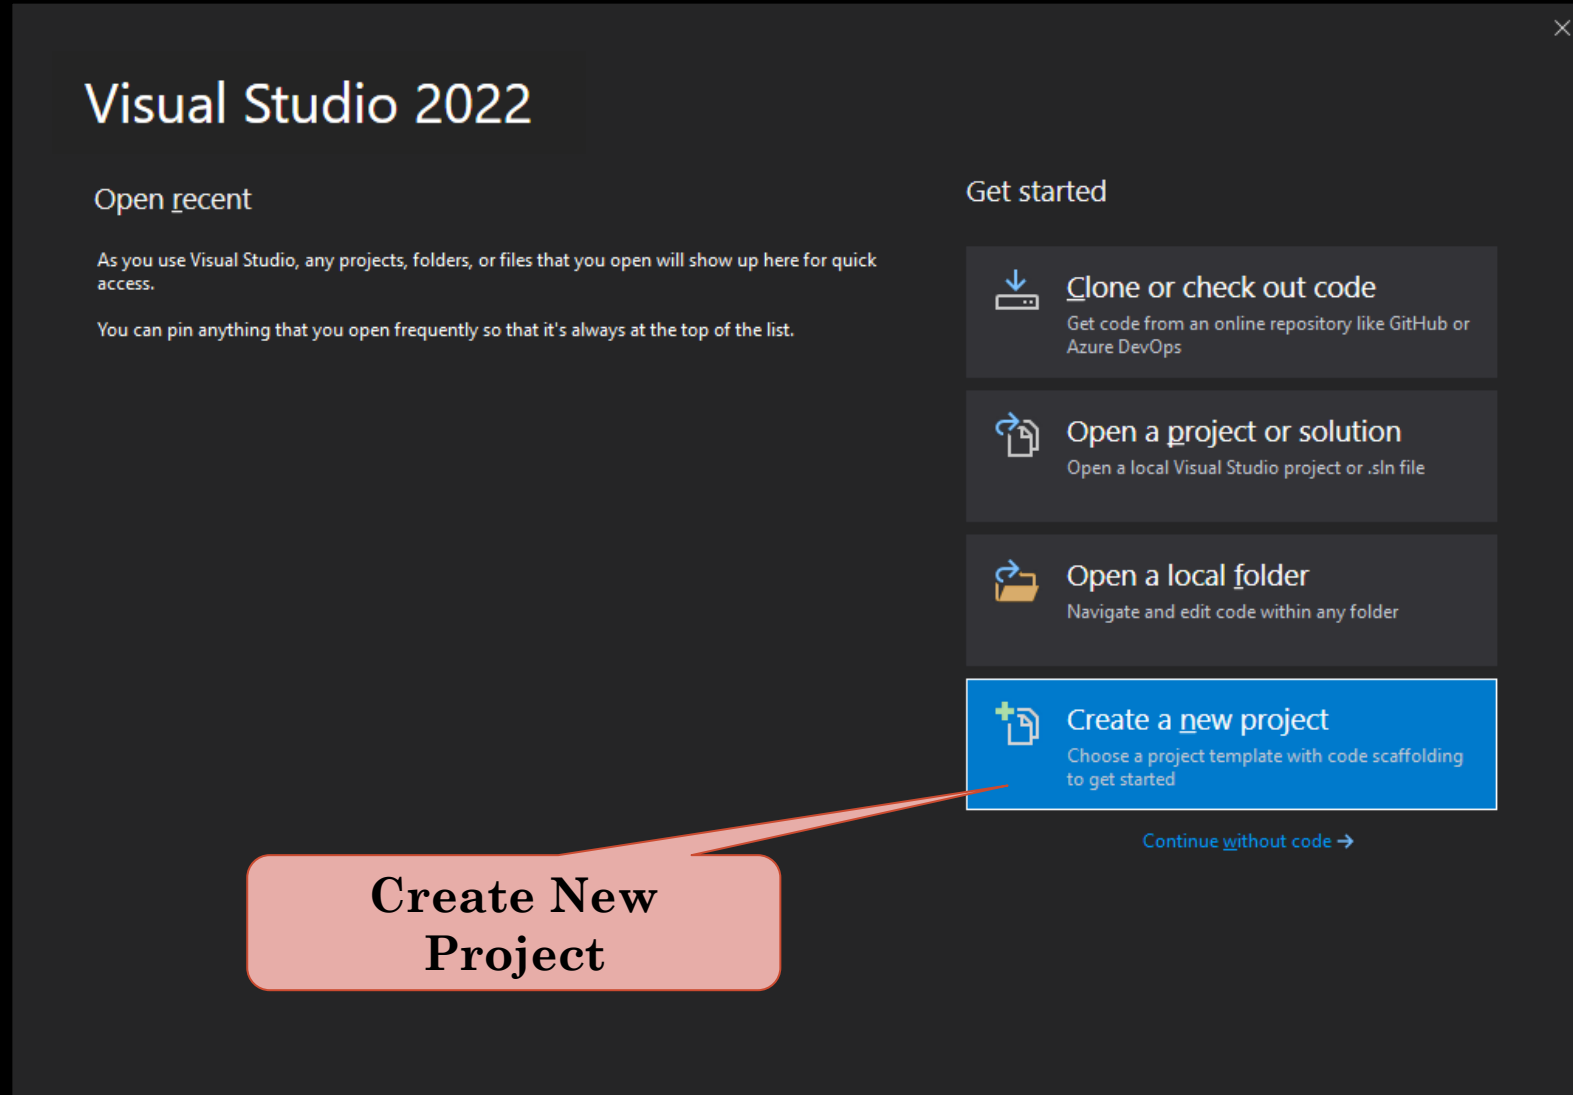 Visual Studio 2022
Open recent
As you use Visual Studio, any projects, folders, or files that you open will show up here for quick
access.
You can pin anything that you open frequently so that it's always at the top of the list.
Get started
Clone or check out code
Get code from an online repository like GitHub or
Azure DevOps
Open a project or solution
Open a local Visual Studio project or .sln file
Open a local folder
Navigate and edit code within any folder
Create a new project
Choose a project template with code scaffolding
to get started
Continue without code →
Create New
Project